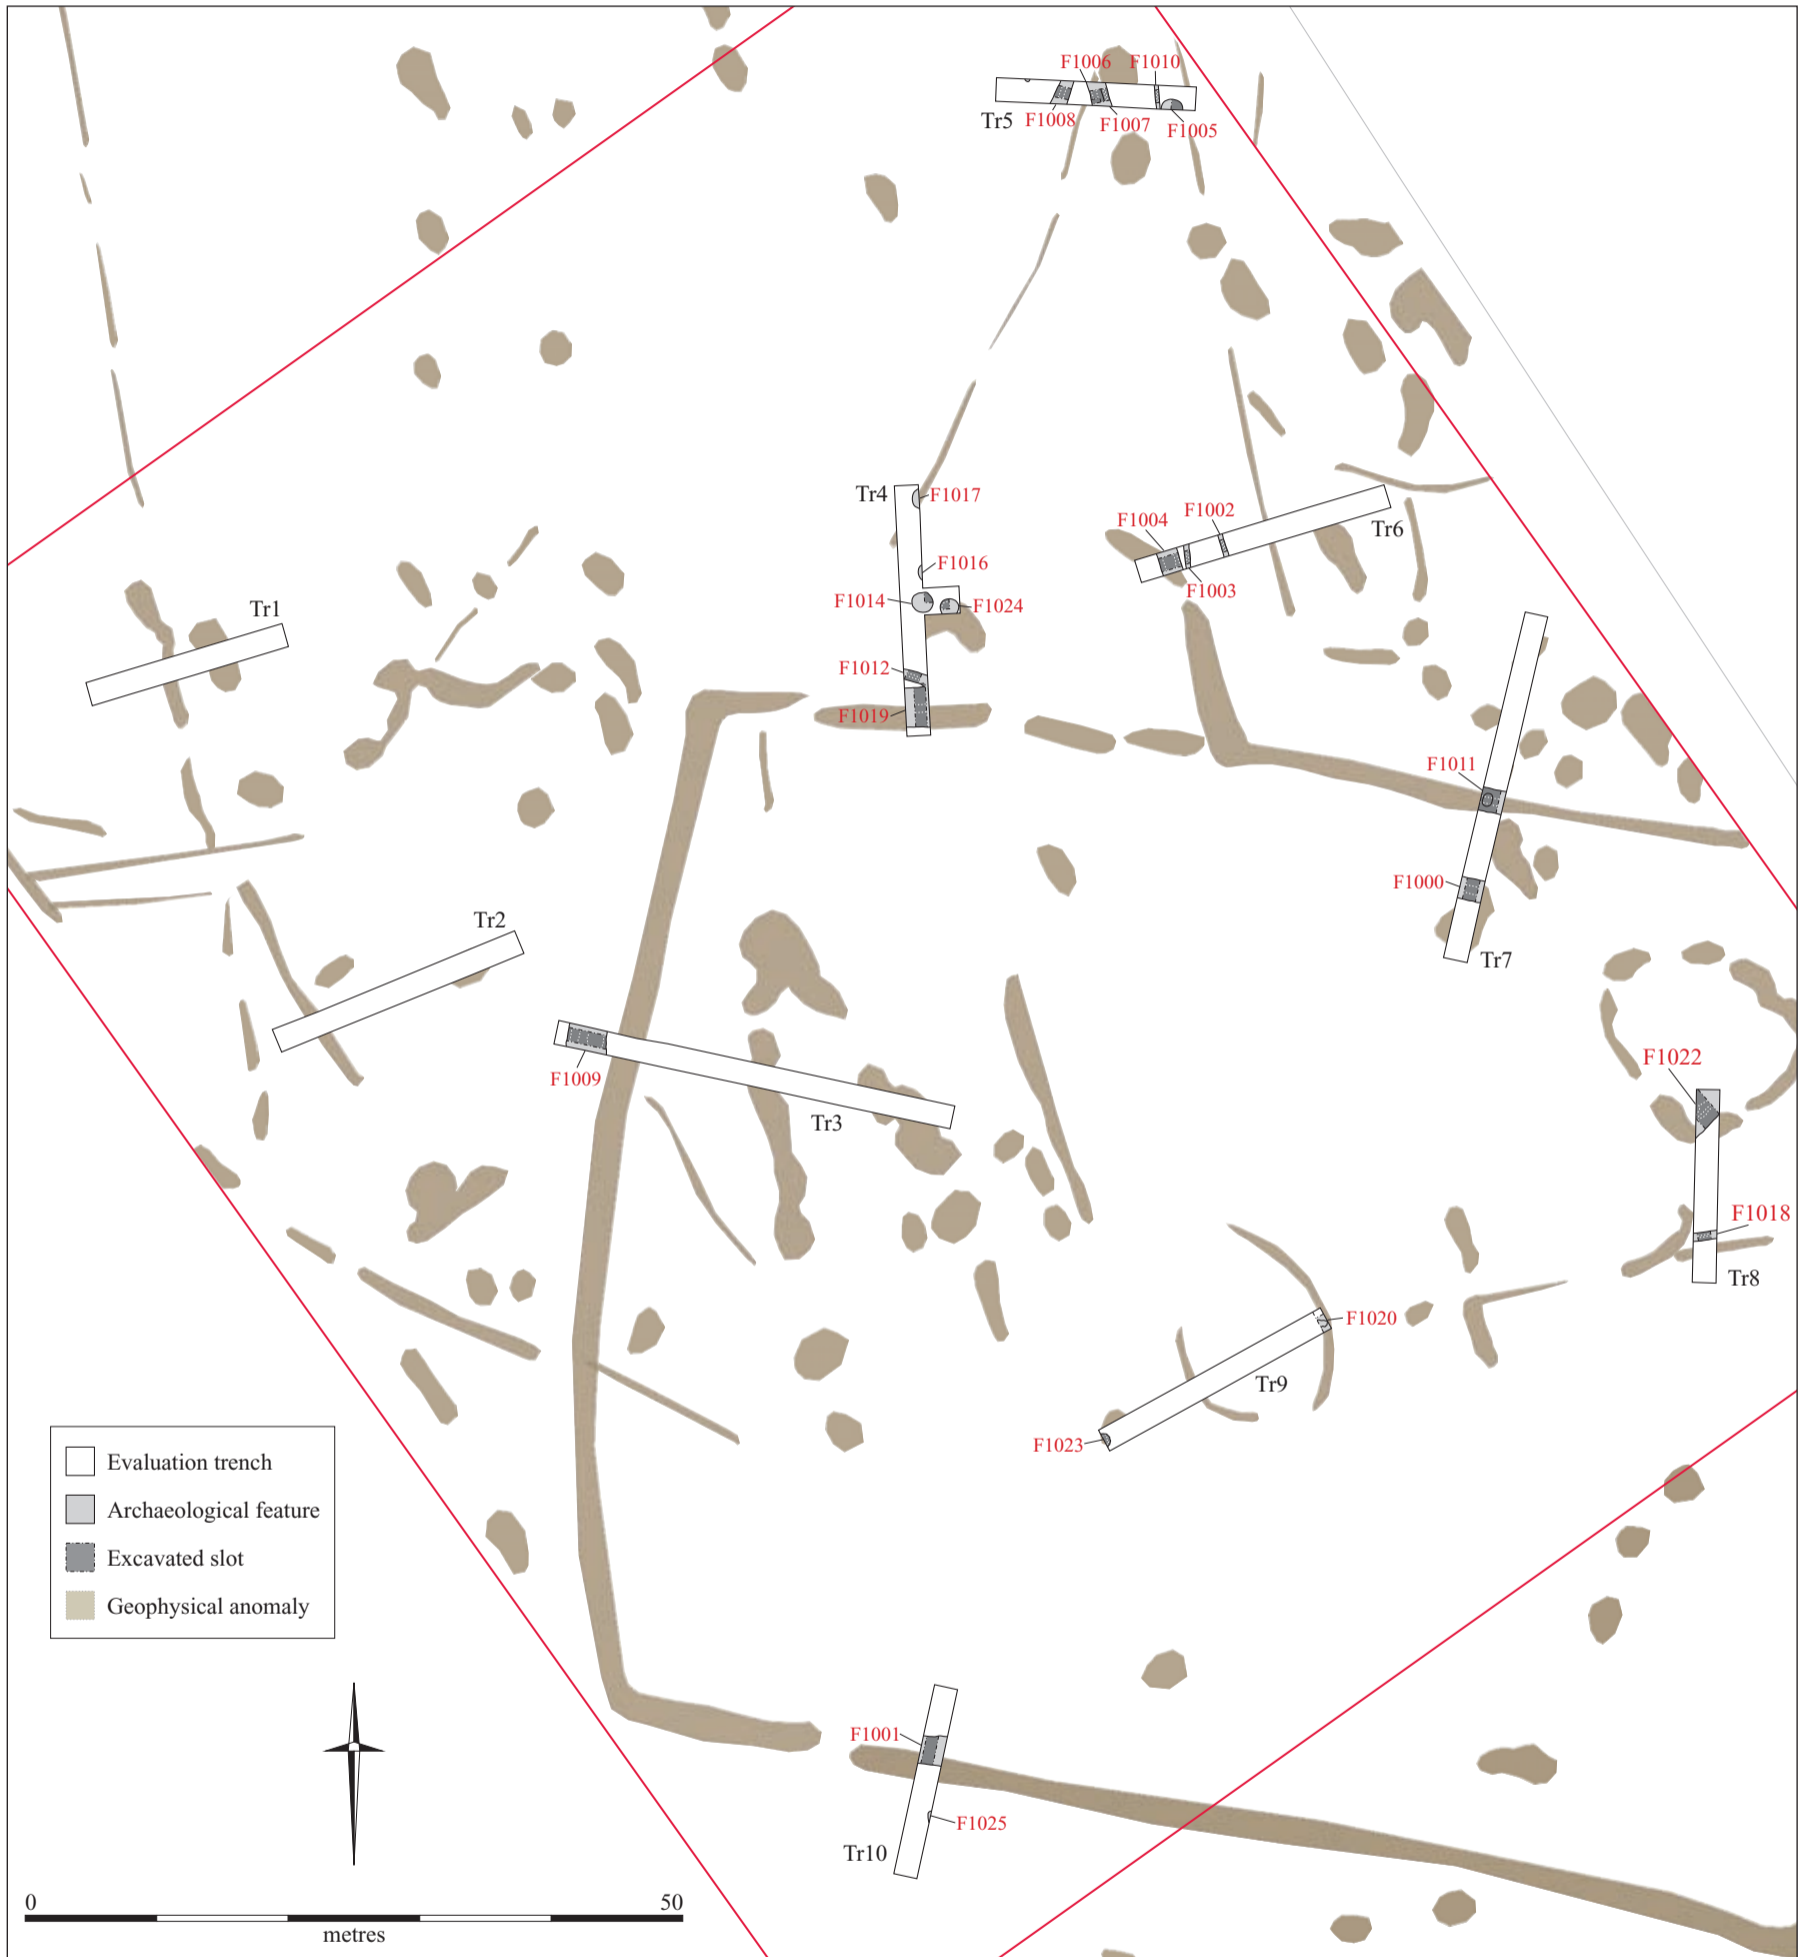 F1006
F1010
Tr5
F1008
F1007
F1005
Tr4
F1017
F1004
F1002
Tr6
F1016
F1003
F1014
F1024
Tr1
F1012
F1019
F1011
F1000
Tr7
Tr2
F1009
Tr3
F1022
F1018
Tr8
F1020
Tr9
F1023
Evaluation trench
Archaeological feature
Excavated slot
Geophysical anomaly
F1001
F1025
Tr10
0
50
metres